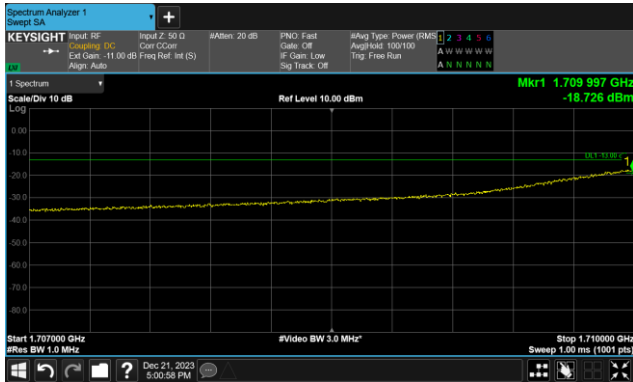 Spectrum Analyzer 1
Swept SA
KEYSIGHT Input: RF Input Z: 50 Ω #Atten: 20 dB PNO: Fast #Avg Type: Power (RMS 1 2 3 4 5 6
Coupling: DC Corr CCorr Gate: Off Avg|Hold: 100/100 A W W W W W
Ext Gain: -11.00 dB Freq Ref: Int (S) IF Gain: Low Trig: Free Run
Align: Auto Sig Track: Off A N N N N N
1 Spectrum Mkr1 1.709 997 GHz
Scale/Div 10 dB Ref Level 10.00 dBm -18.726 dBm
Log
0.00
-10.0
DL1 -13.00
1
-20.0
-30.0
-40.0
-50.0
-60.0
-70.0
-80.0
Start 1.707000 GHz #Video BW 3.0 MHz* Stop 1.710000 GHz
#Res BW 1.0 MHz Sweep 1.00 ms (1001 pts)
? Dec 21, 2023
5:00:58 PM